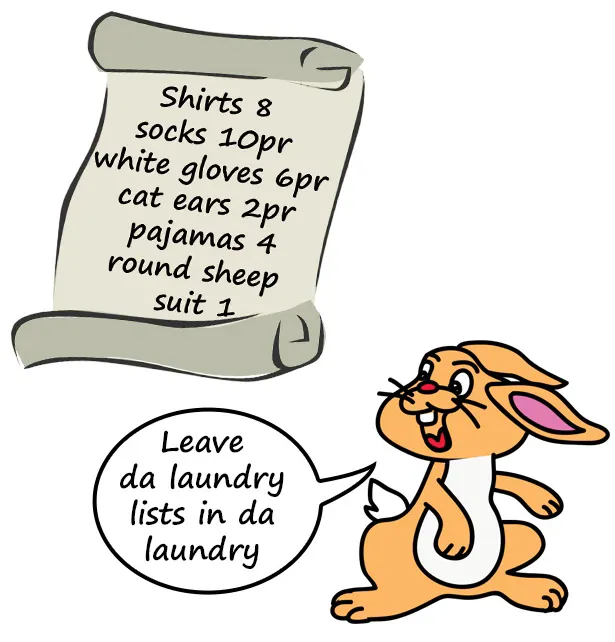 Shirts 8
socks 10pr
white gloves 6pr
cat ears 2pr
pajamas 4
round sheep
suit 1
Leave
da laundry
lists in da
laundry